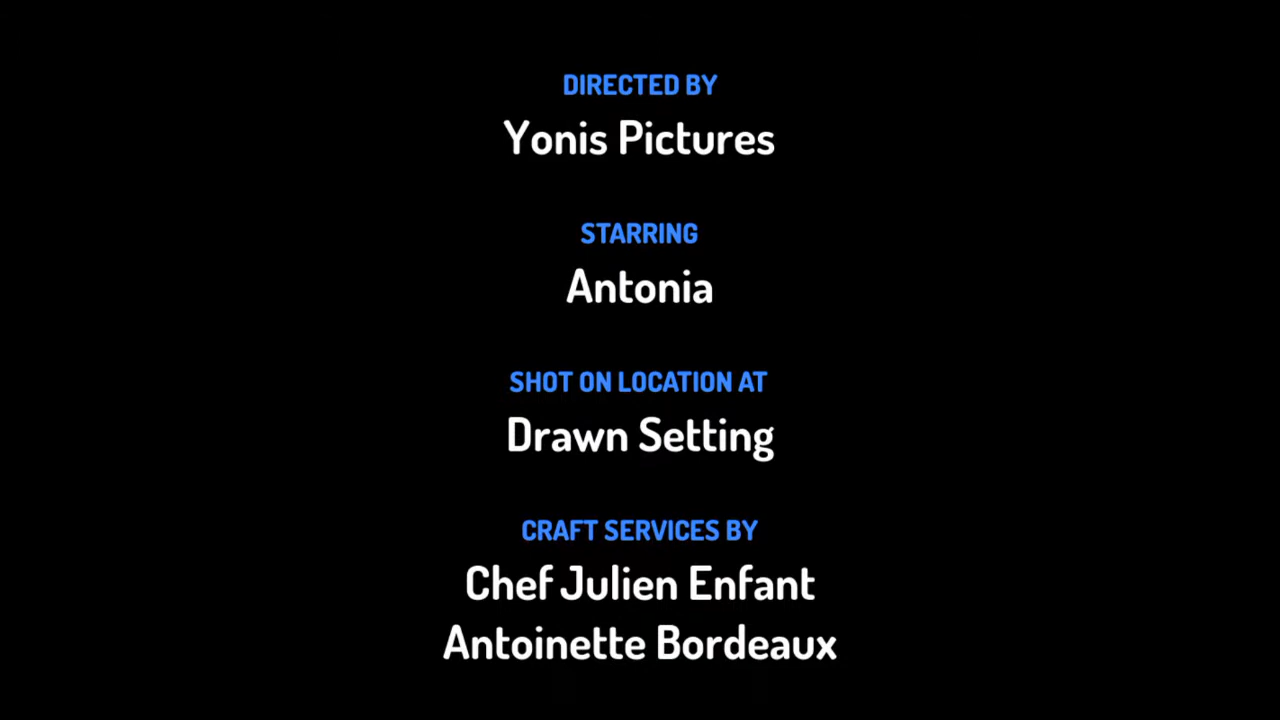 DIRECTED BY
Yonis Pictures
STARRING
Antonia
SHOT ON LOCATION AT
Drawn Setting
CRAFT SERVICES BY
Chef Julien Enfant
Antoinette Bordeaux